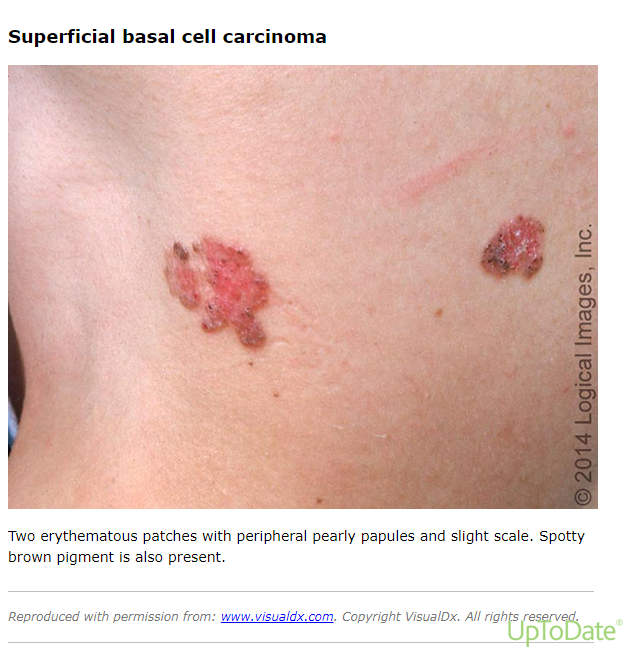 Superficial basal cell carcinoma
© 2014 Logical Images, Inc.
Two erythematous patches with peripheral pearly papules and slight scale. Spotty
brown pigment is also present.
Reproduced with permission from: www.visualdx.com. Copyright VisualDx. All rights reserved.
UpToDate®